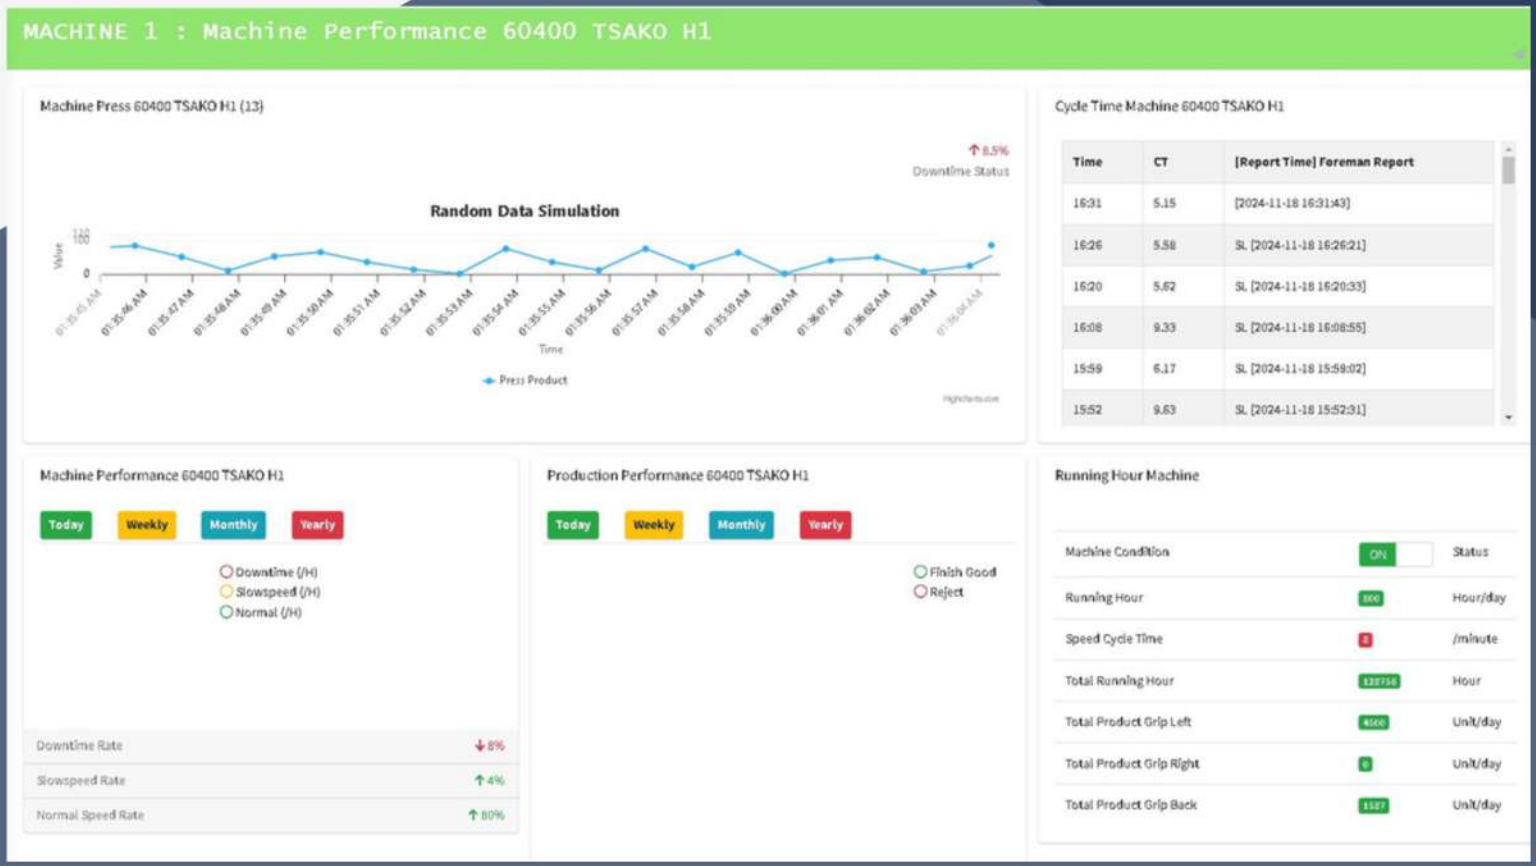 MACHINE 1 : Machine Performance 60400 TSAKO H1
Machine Press 60400 TSAKO H1 (13)
8.5%
Downtime Status
Random Data Simulation
Value
100
0
01:35:45 AM
01:35:46 AM
01:35:47 AM
01:35:48 AM
01:35:49 AM
01:35:50 AM
01:35:51 AM
01:35:52 AM
01:35:53 AM
01:35:54 AM
01:35:55 AM
01:35:56 AM
01:35:57 AM
01:35:58 AM
01:35:59 AM
01:36:00 AM
01:36:01 AM
01:36:02 AM
01:36:03 AM
01:36:04 AM
Time
Press Product
Highcharts.com
Cycle Time Machine 60400 TSAKO H1
Time CT [Report Time] Foreman Report
16:31 5.15 [2024-11-18 16:31:43]
16:26 5.58 SL [2024-11-18 16:26:21]
16:20 5.62 SL [2024-11-18 16:20:33]
16:08 9.33 SL [2024-11-18 16:08:55]
15:59 6.17 SL [2024-11-18 15:59:02]
15:52 9.63 SL [2024-11-18 15:52:31]
Machine Performance 60400 TSAKO H1
Today Weekly Monthly Yearly
Downtime (/H)
Slowspeed (/H)
Normal (/H)
Downtime Rate 8%
Slowspeed Rate 4%
Normal Speed Rate 80%
Production Performance 60400 TSAKO H1
Today Weekly Monthly Yearly
Finish Good
Reject
Running Hour Machine
Machine Condition ON Status
Running Hour 800 Hour/day
Speed Cycle Time /minute
Total Running Hour Hour
Total Product Grip Left 4500 Unit/day
Total Product Grip Right 0 Unit/day
Total Product Grip Back 1587 Unit/day